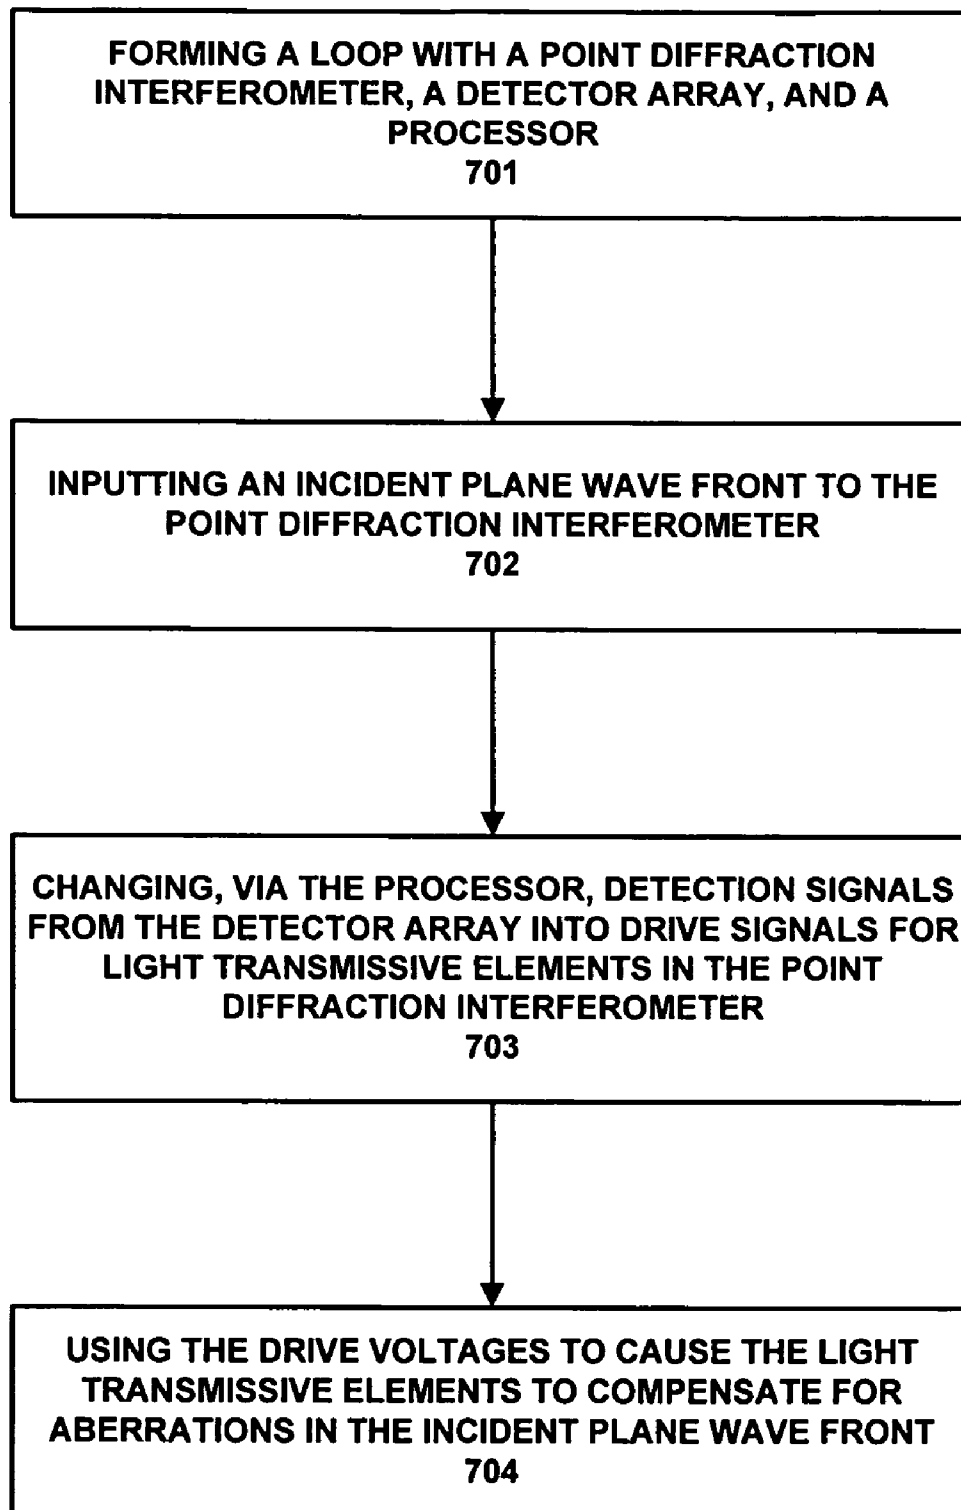 FORMING A LOOP WITH A POINT DIFFRACTION
INTERFEROMETER, A DETECTOR ARRAY, AND A
PROCESSOR
701
INPUTTING AN INCIDENT PLANE WAVE FRONT TO THE
POINT DIFFRACTION INTERFEROMETER
702
CHANGING, VIA THE PROCESSOR, DETECTION SIGNALS
FROM THE DETECTOR ARRAY INTO DRIVE SIGNALS FOR
LIGHT TRANSMISSIVE ELEMENTS IN THE POINT
DIFFRACTION INTERFEROMETER
703
USING THE DRIVE VOLTAGES TO CAUSE THE LIGHT
TRANSMISSIVE ELEMENTS TO COMPENSATE FOR
ABERRATIONS IN THE INCIDENT PLANE WAVE FRONT
704